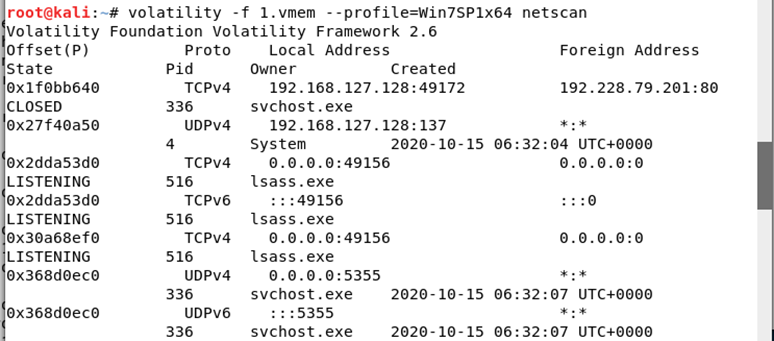 root@kali:~# volatility -f 1.vmem --profile=Win7SP1x64 netscan
Volatility Foundation Volatility Framework 2.6
Offset(P)          Proto    Local Address                  Foreign Address
State            Pid      Owner          Created
0x1f0bb640         TCPv4    192.168.127.128:49172          192.228.79.201:80
CLOSED           336      svchost.exe
0x27f40a50         UDPv4    192.168.127.128:137            *:*
                 4        System         2020-10-15 06:32:04 UTC+0000
0x2dda53d0         TCPv4    0.0.0.0:49156                  0.0.0.0:0
LISTENING        516      lsass.exe
0x2dda53d0         TCPv6    :::49156                       :::0
LISTENING        516      lsass.exe
0x30a68ef0         TCPv4    0.0.0.0:49156                  0.0.0.0:0
LISTENING        516      lsass.exe
0x368d0ec0         UDPv4    0.0.0.0:5355                   *:*
                 336      svchost.exe    2020-10-15 06:32:07 UTC+0000
0x368d0ec0         UDPv6    :::5355                        *:*
                 336      svchost.exe    2020-10-15 06:32:07 UTC+0000